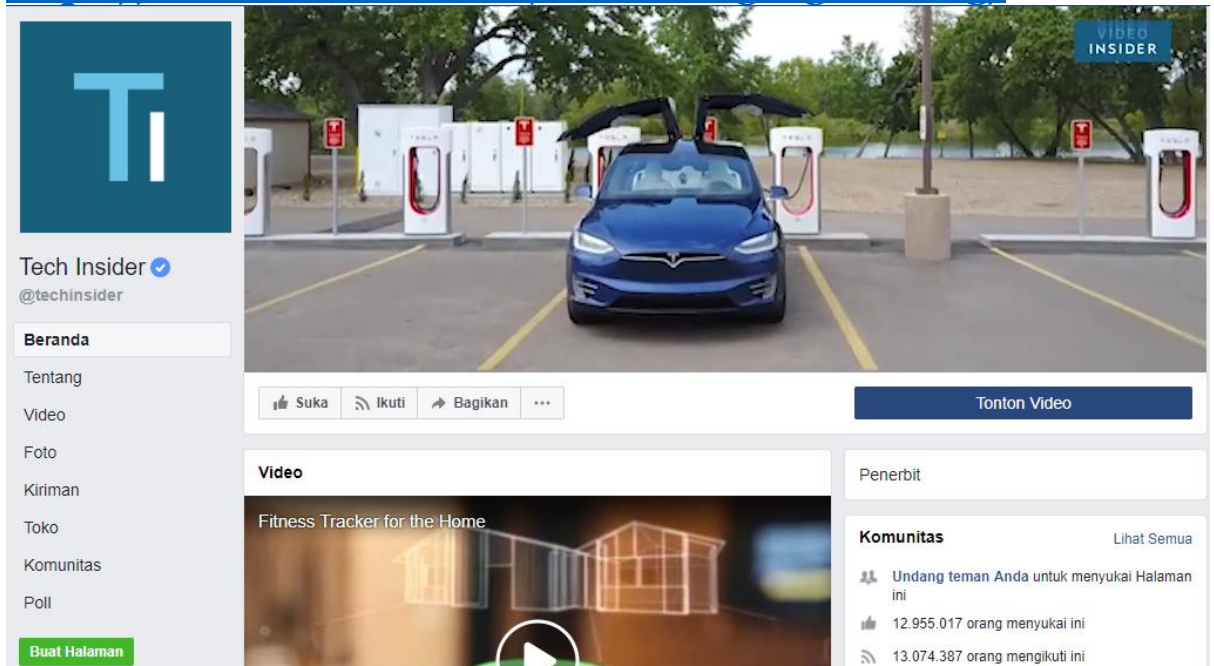 TI
VIDEO
INSIDER
TESLA
TESLA
Tech Insider
@techinsider
Beranda
Tentang
Video
Foto
Kiriman
Toko
Komunitas
Poll
Buat Halaman
Suka
Ikuti
Bagikan
Tonton Video
Video
Fitness Tracker for the Home
Penerbit
Komunitas
Lihat Semua
Undang teman Anda untuk menyukai Halaman
ini
12.955.017 orang menyukai ini
13.074.387 orang mengikuti ini